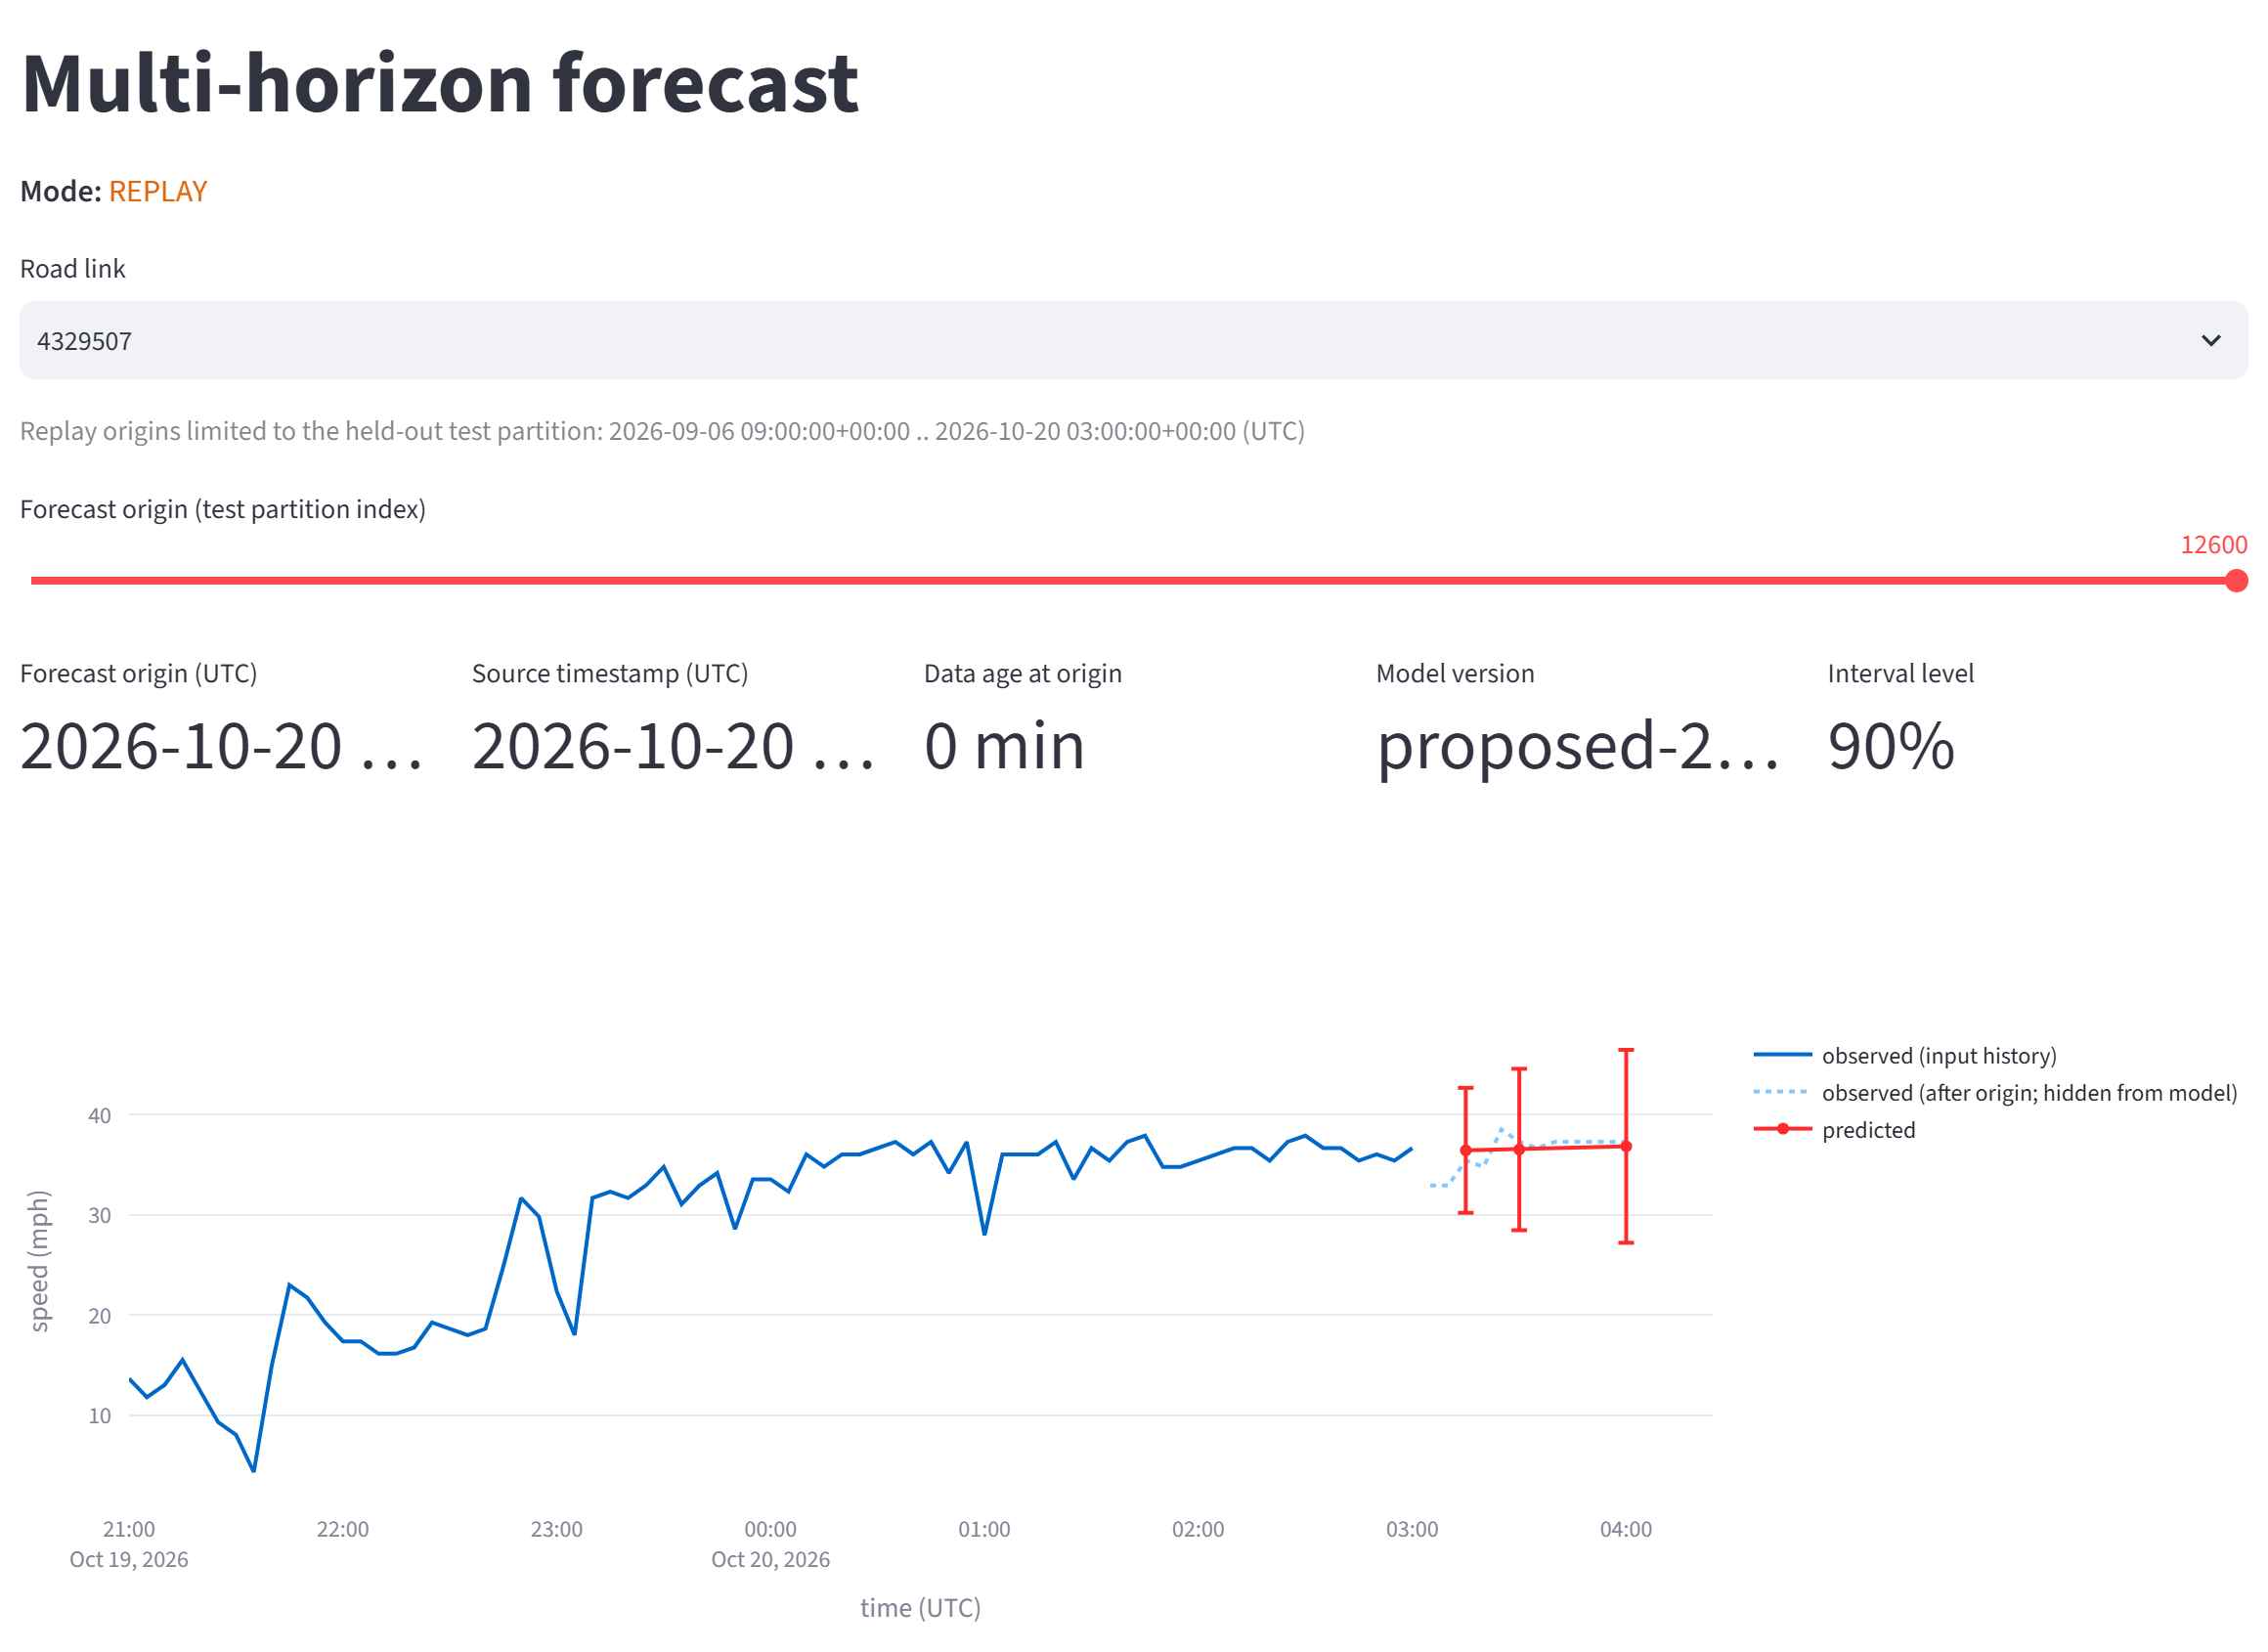 Multi-horizon forecast
Mode: REPLAY
Road link
4329507
Replay origins limited to the held-out test partition: 2026-09-06 09:00:00+00:00 .. 2026-10-20 03:00:00+00:00 (UTC)
Forecast origin (test partition index)
12600
Forecast origin (UTC) Source timestamp (UTC) Data age at origin Model version Interval level
2026-10-20 … 2026-10-20 … 0 min proposed-2… 90%
observed (input history)
observed (after origin; hidden from model)
predicted
speed (mph)
40
30
20
10
21:00 22:00 23:00 00:00 01:00 02:00 03:00 04:00
Oct 19, 2026 Oct 20, 2026
time (UTC)